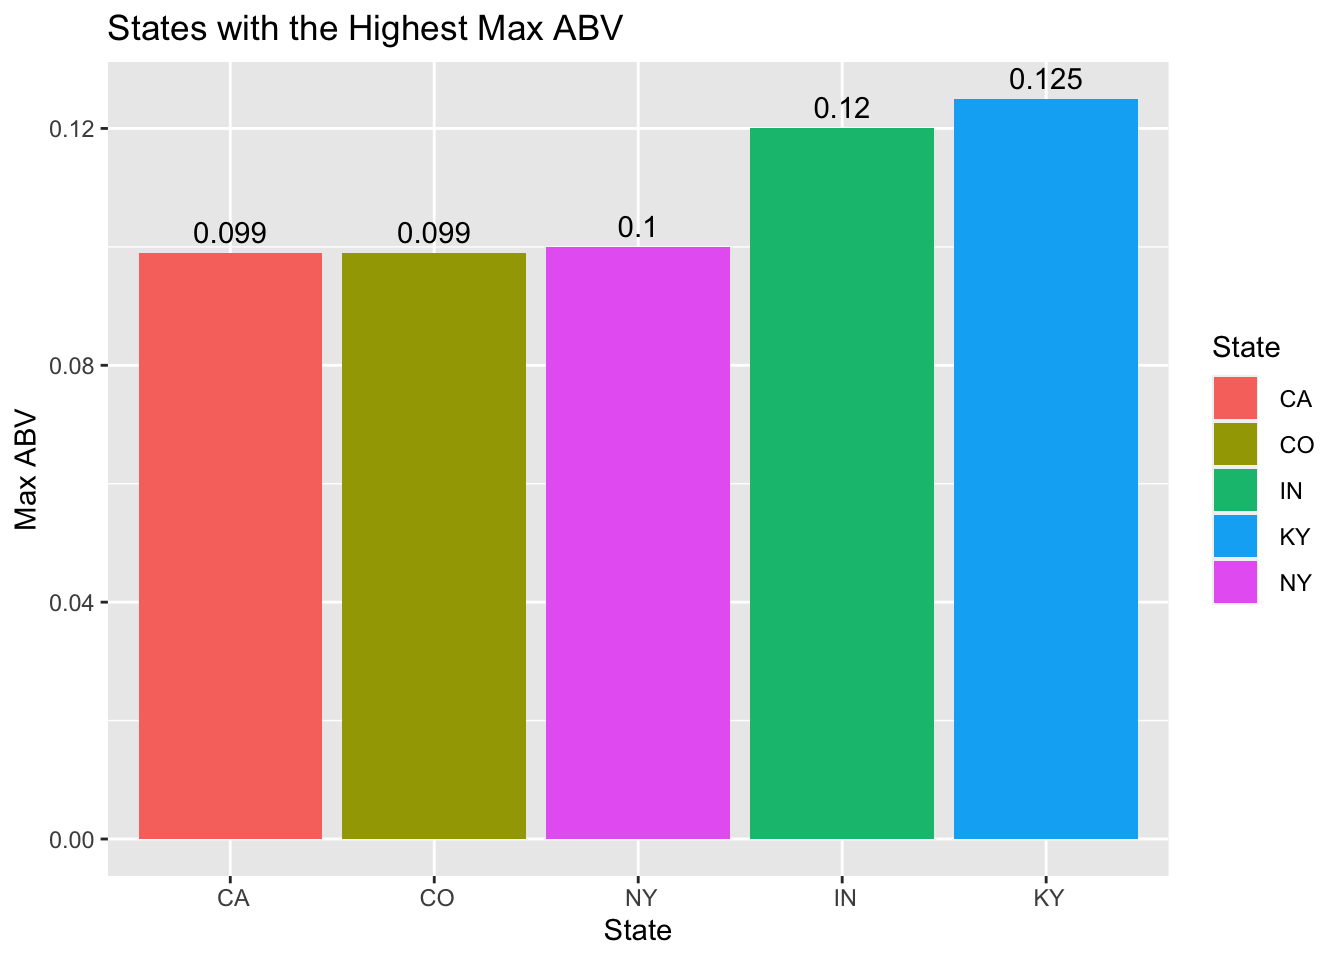 States with the Highest Max ABV
0.125
0.12
0.12
0.099
0.099
0.1
0.08
0.04
0.00
Max ABV
CA
CO
NY
IN
KY
State
State
CA
CO
IN
KY
NY